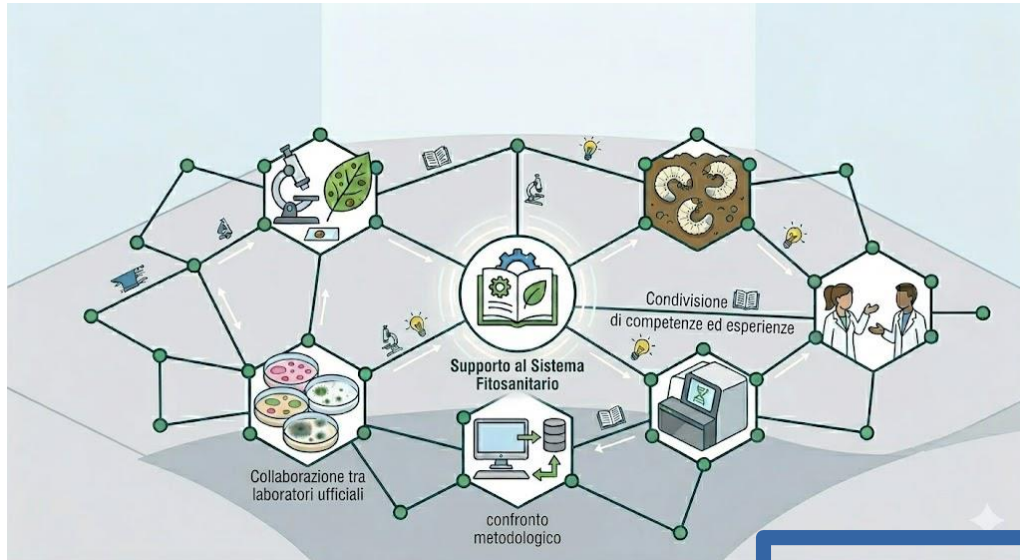 Condivisione
di competenze ed esperienze
Supporto al Sistema
Fitosanitario
Collaborazione tra
laboratori ufficiali
confronto
metodologico